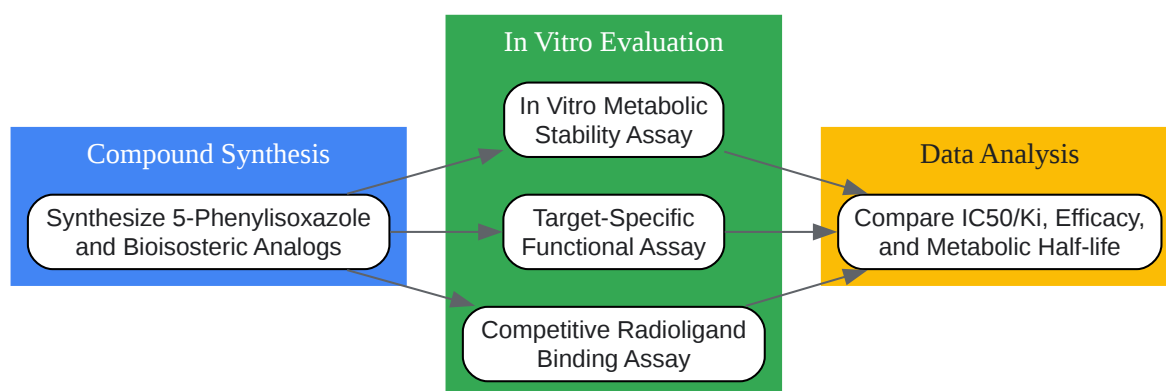 Compound Synthesis
Synthesize 5-Phenylisoxazole
and Bioisosteric Analogs
In Vitro Evaluation
In Vitro Metabolic
Stability Assay
Target-Specific
Functional Assay
Competitive Radioligand
Binding Assay
Data Analysis
Compare IC50/Ki, Efficacy,
and Metabolic Half-life